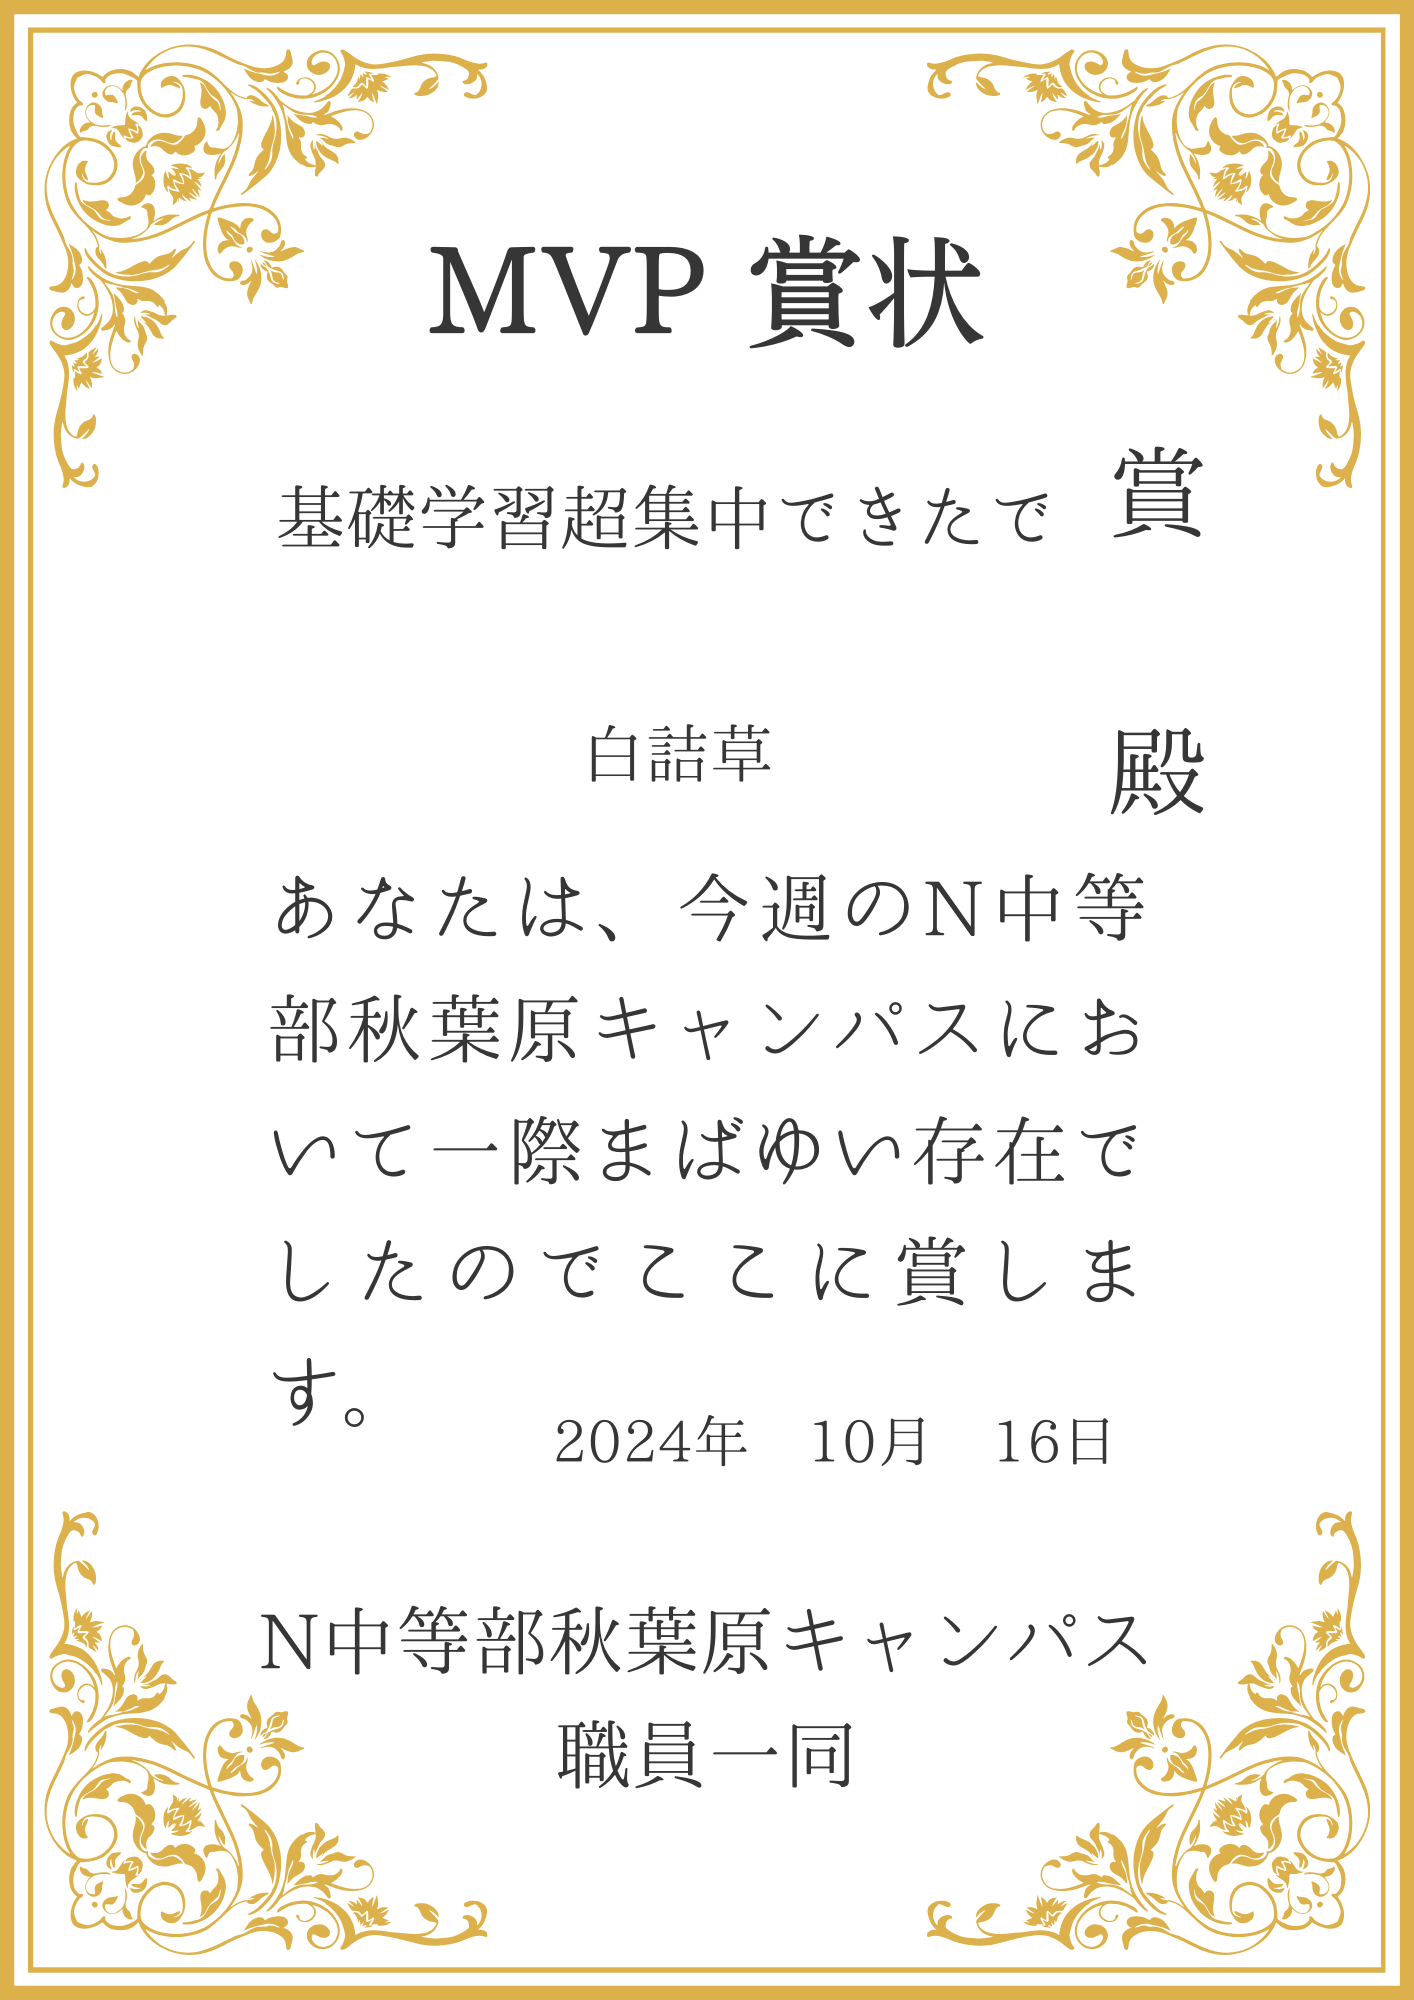 MVP 賞状
基礎学習超集中できたで 賞
白詰草 殿
あなたは、今週のN中等
部秋葉原キャンパスにお
いて一際まばゆい存在で
したのでここに賞しま
す。
2024年　10月　16日
N中等部秋葉原キャンパス
職員一同